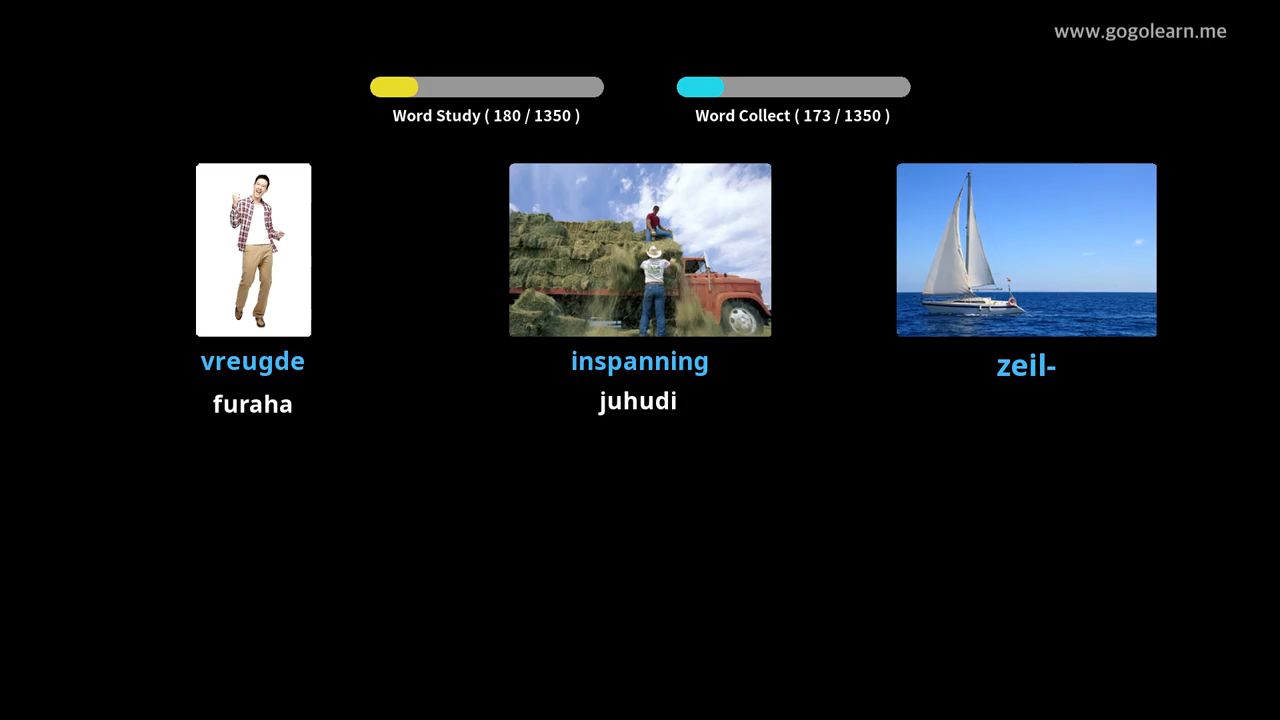 www.gogolearn.me
Word Study ( 180 / 1350 )
Word Collect ( 173 / 1350 )
vreugde
furaha
inspanning
juhudi
zeil-